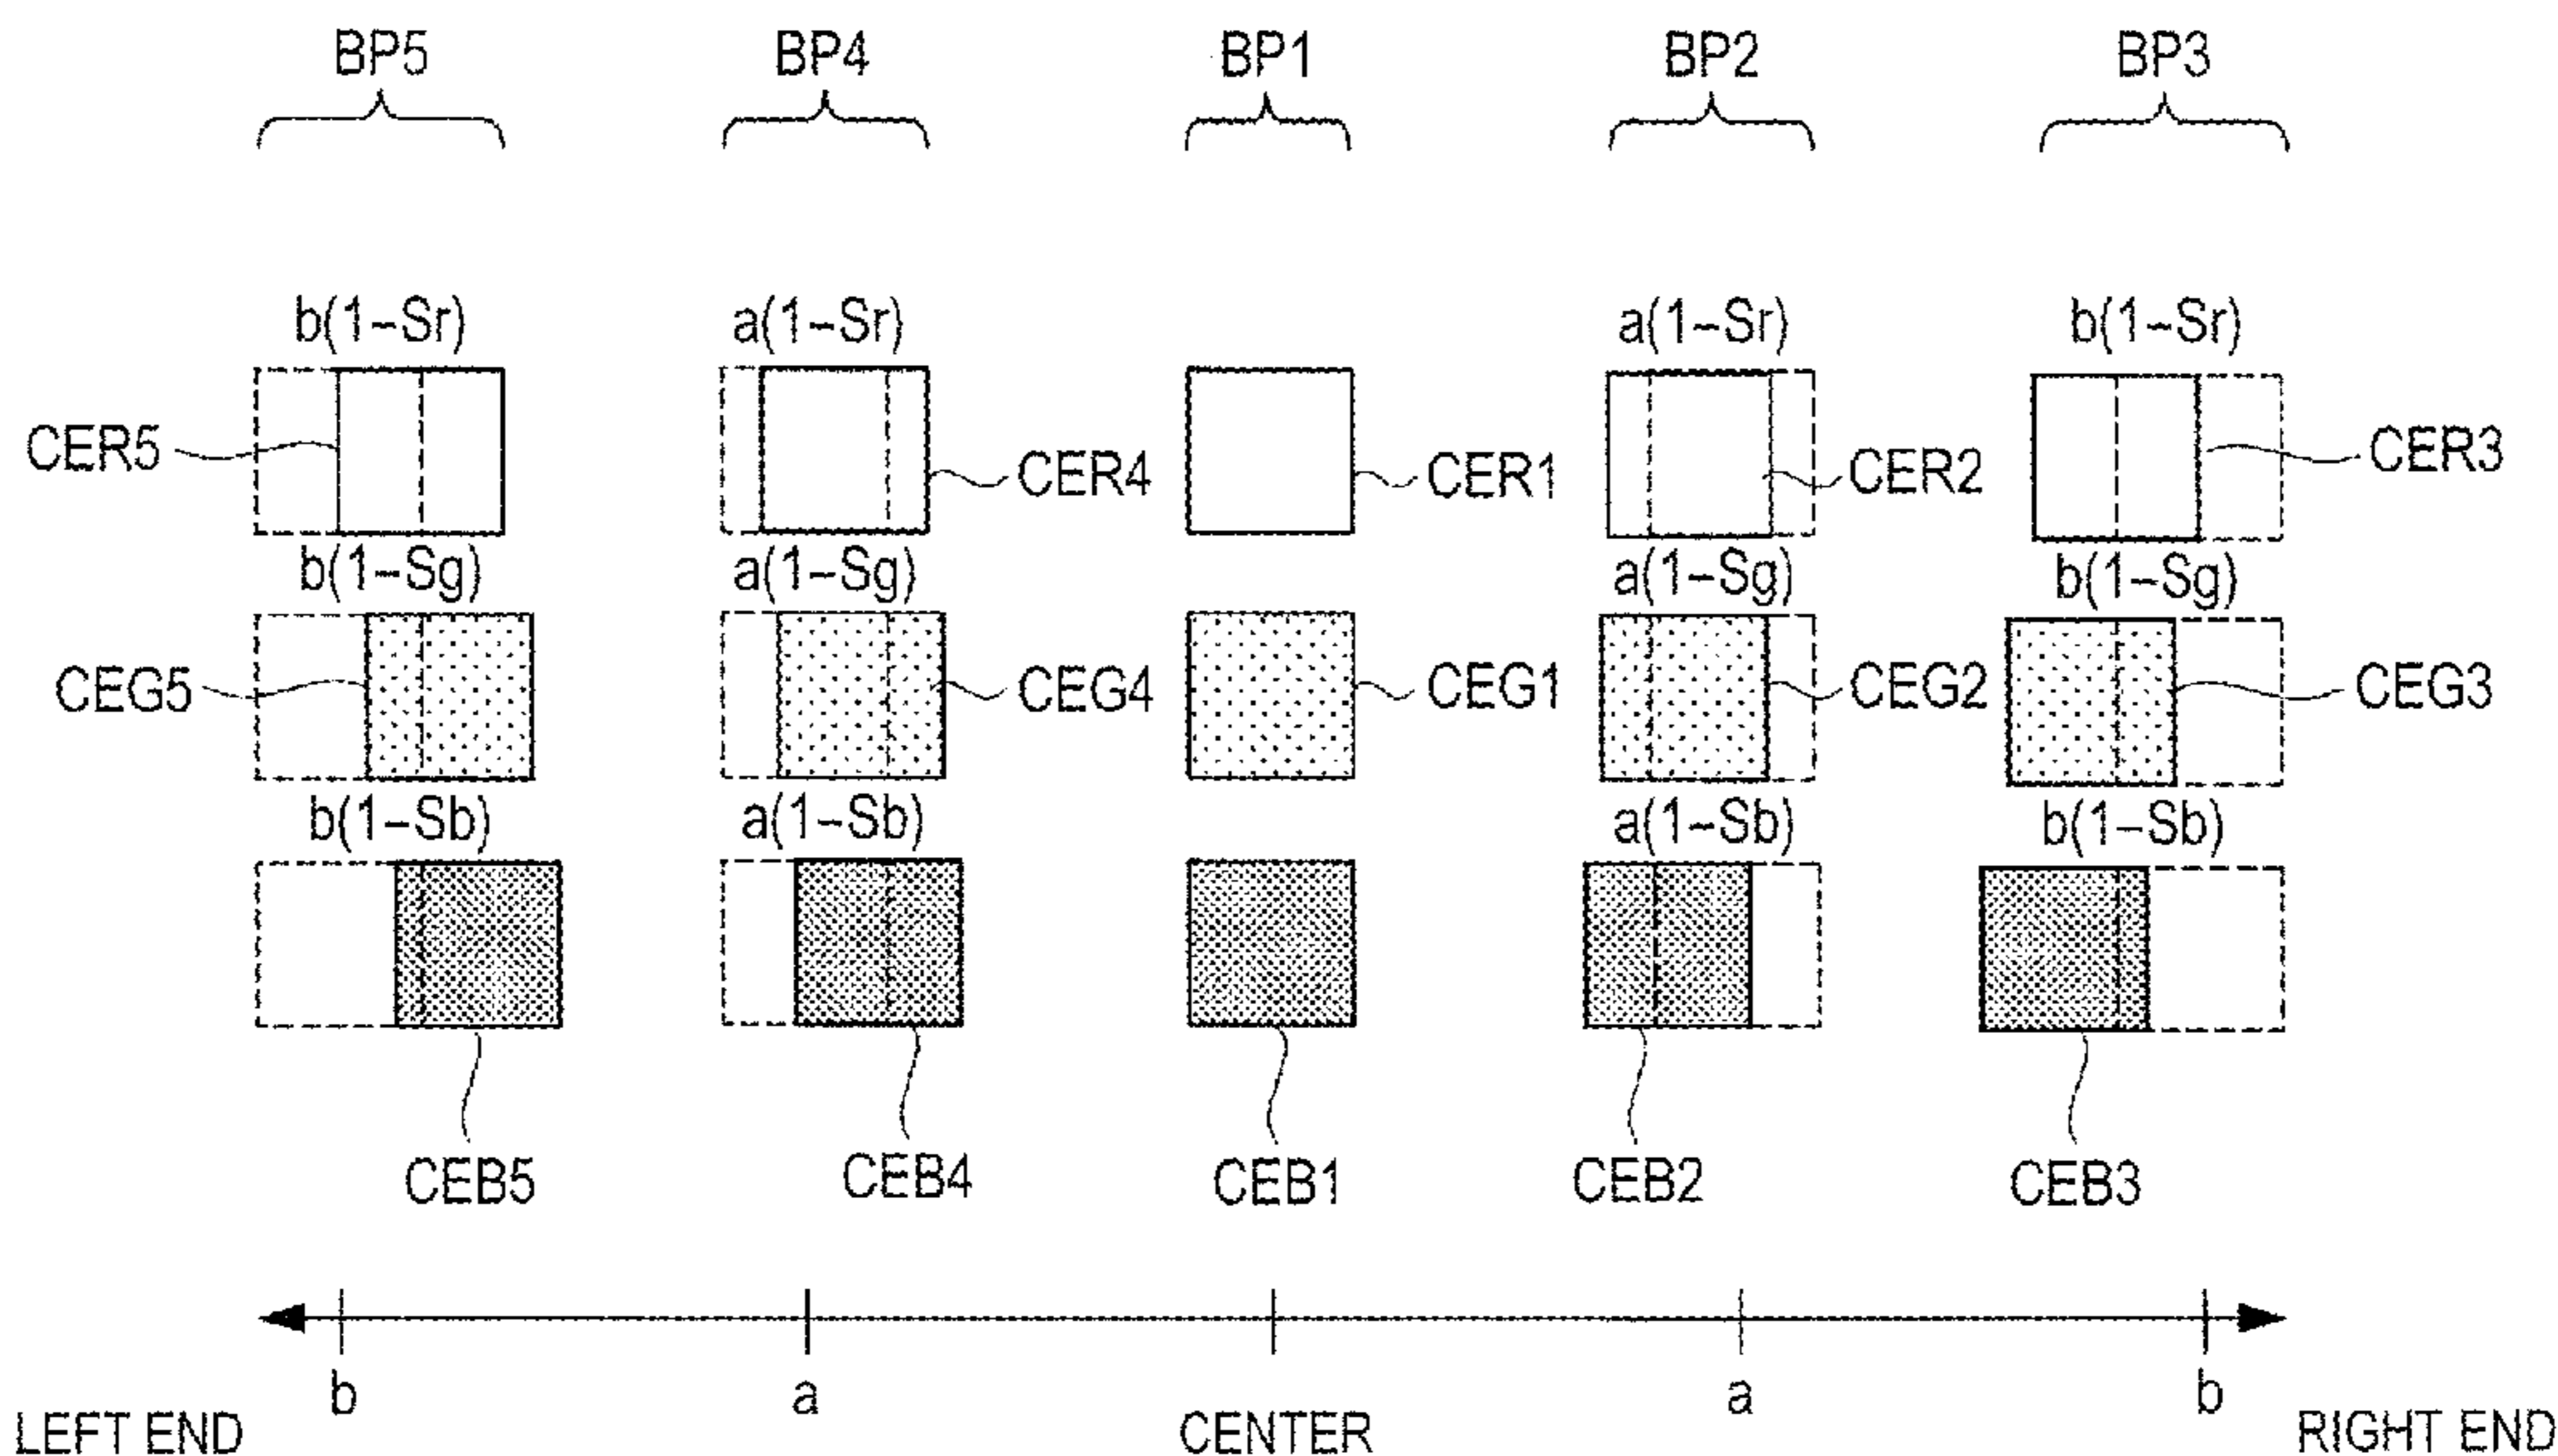 BP5 BP4 BP1 BP2 BP3
b(1-Sr) a(1-Sr) a(1-Sr) b(1-Sr)
CER5 CER4 CER1 CER2 CER3
b(1-Sg) a(1-Sg) a(1-Sg) b(1-Sg)
CEG5 CEG4 CEG1 CEG2 CEG3
b(1-Sb) a(1-Sb) a(1-Sb) b(1-Sb)
CEB5 CEB4 CEB1 CEB2 CEB3
b a a b
LEFT END CENTER RIGHT END